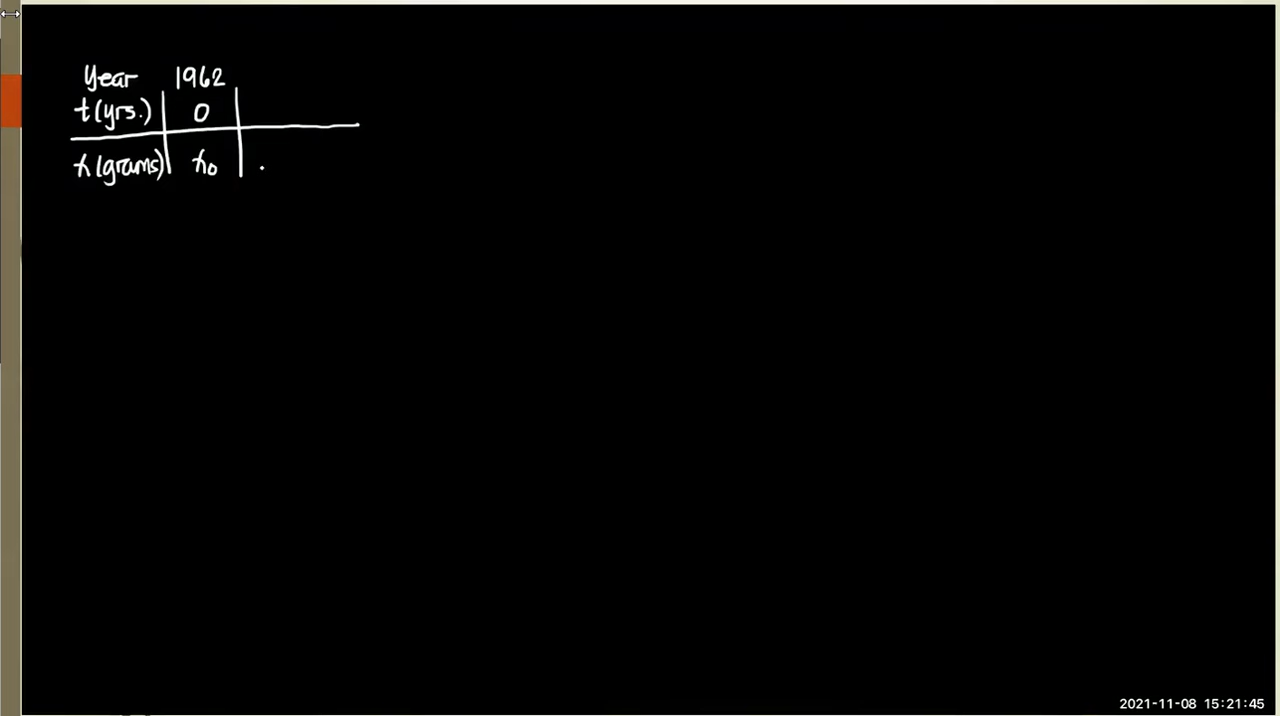 Year 1962
t(yrs.) 0
x(grams) x₀
2021-11-08 15:21:45